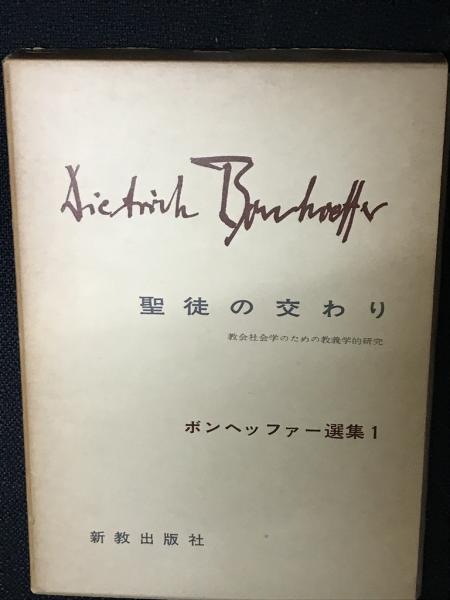 Dietrich Bonhoeffer
聖徒の交わり
教会社会学のための教義学的研究
ボンヘッファー選集1
新教出版社